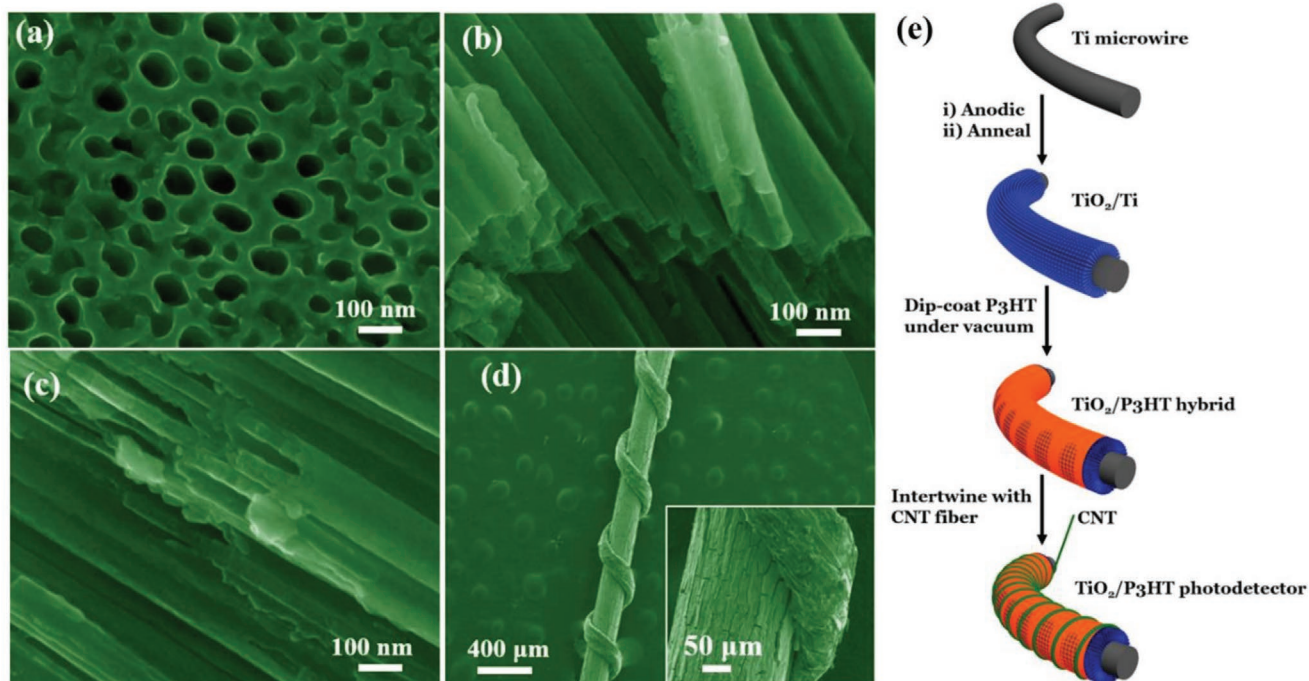 (a)
100 nm
(b)
100 nm
(c)
100 nm
(d)
400 μm
50 μm
(e)
Ti microwire
i) Anodic
ii) Anneal
TiO₂/Ti
Dip-coat P3HT
under vacuum
TiO₂/P3HT hybrid
Intertwine with
CNT fiber
CNT
TiO₂/P3HT photodetector